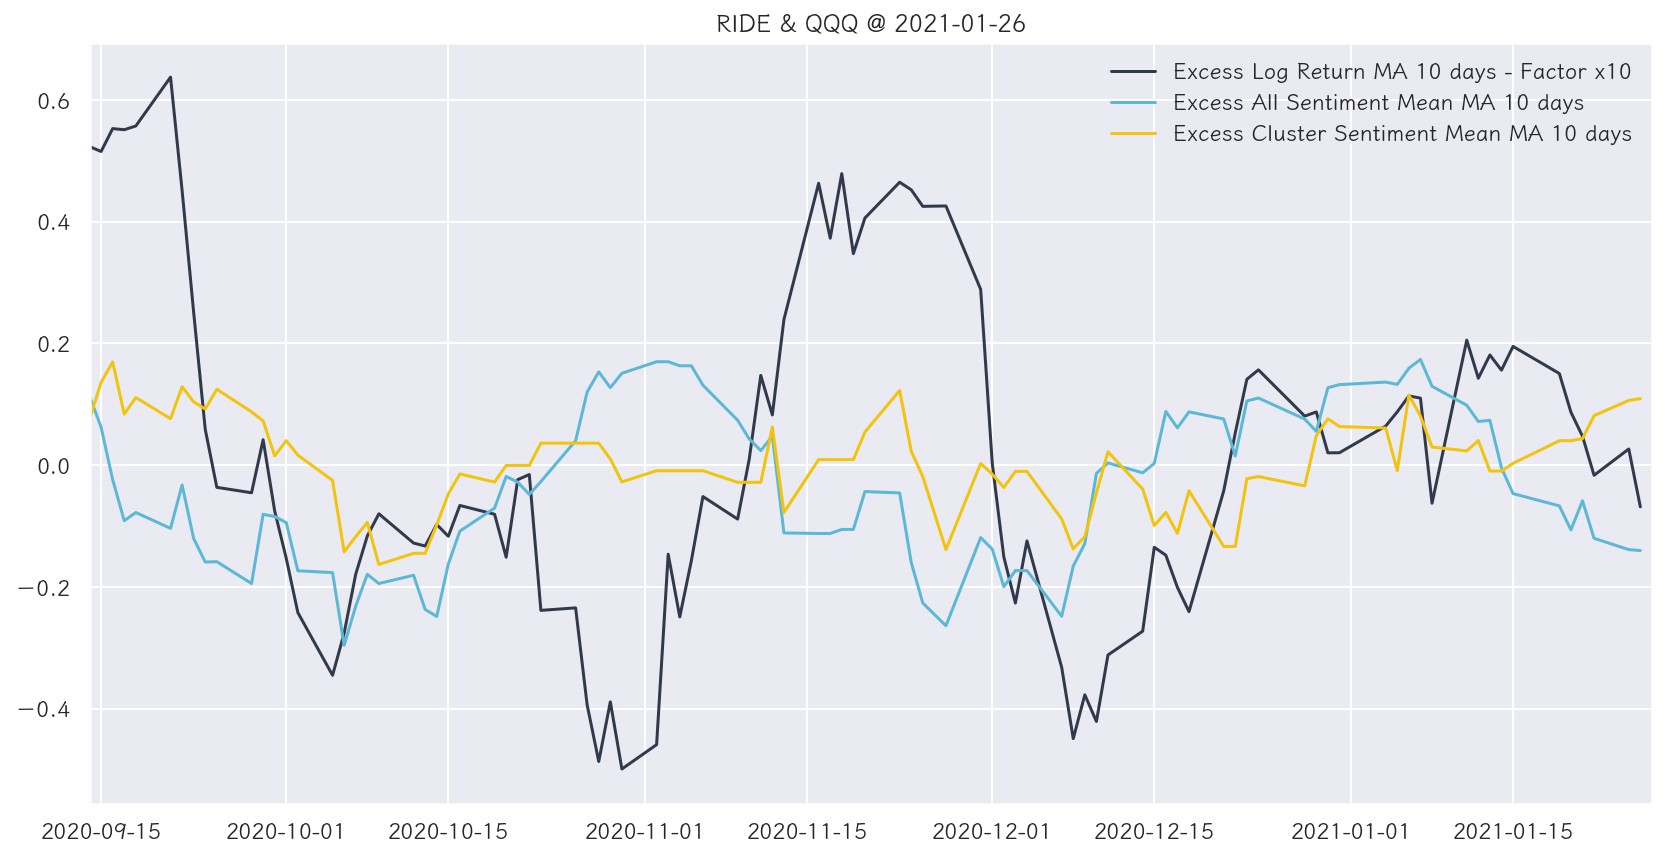 RIDE & QQQ @ 2021-01-26
Excess Log Return MA 10 days - Factor x10
Excess All Sentiment Mean MA 10 days
Excess Cluster Sentiment Mean MA 10 days
0.6
0.4
0.2
0.0
−0.2
−0.4
2020-09-15 2020-10-01 2020-10-15 2020-11-01 2020-11-15 2020-12-01 2020-12-15 2021-01-01 2021-01-15